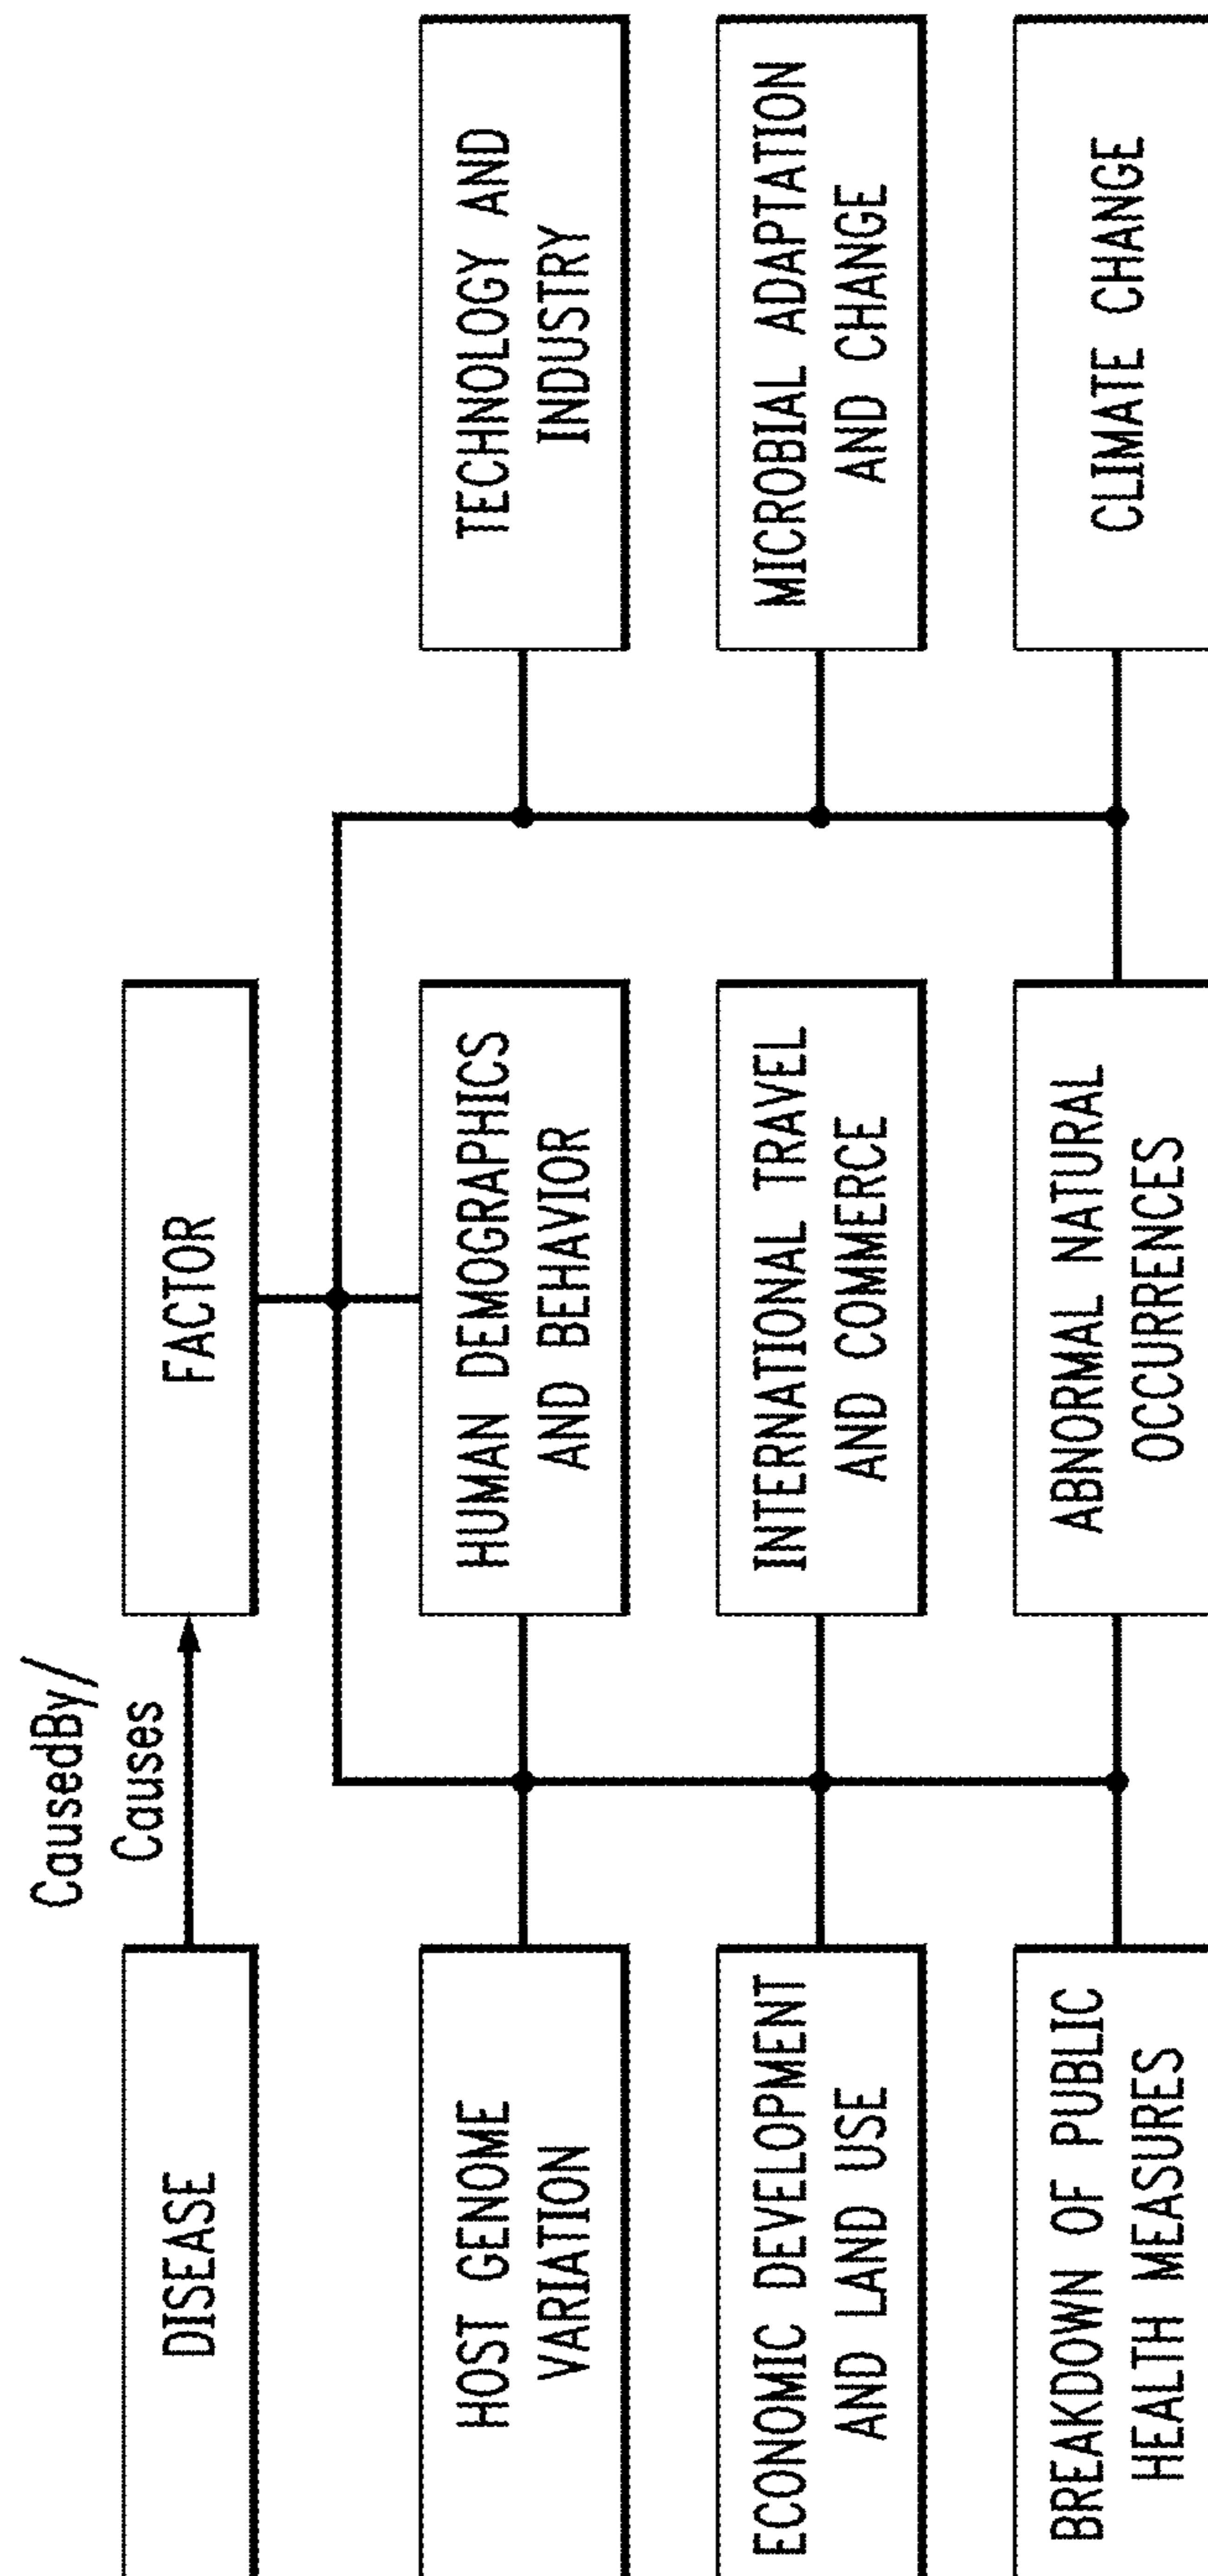 DISEASE
CausedBy/
Causes
FACTOR
HOST GENOME
VARIATION
HUMAN DEMOGRAPHICS
AND BEHAVIOR
TECHNOLOGY AND
INDUSTRY
ECONOMIC DEVELOPMENT
AND LAND USE
INTERNATIONAL TRAVEL
AND COMMERCE
MICROBIAL ADAPTATION
AND CHANGE
BREAKDOWN OF PUBLIC
HEALTH MEASURES
ABNORMAL NATURAL
OCCURRENCES
CLIMATE CHANGE